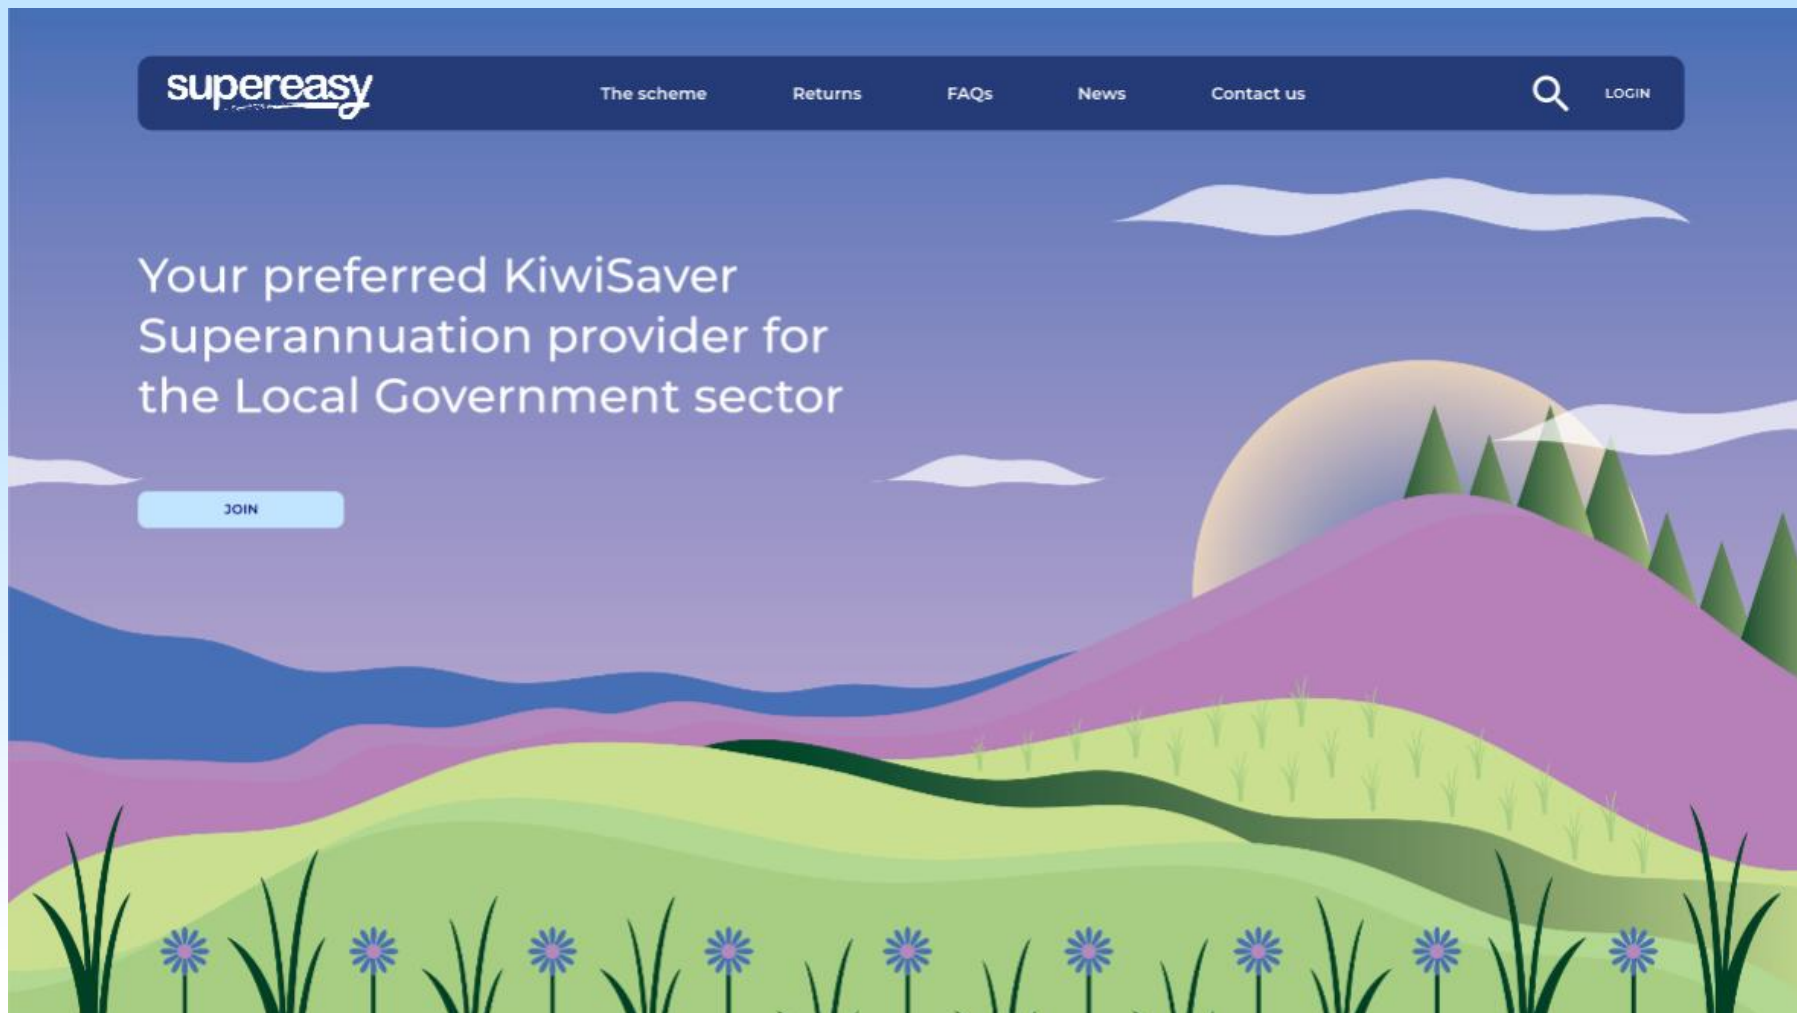 supereasy
The scheme
Returns
FAQs
News
Contact us
LOGIN
Your preferred KiwiSaver
Superannuation provider for
the Local Government sector
JOIN